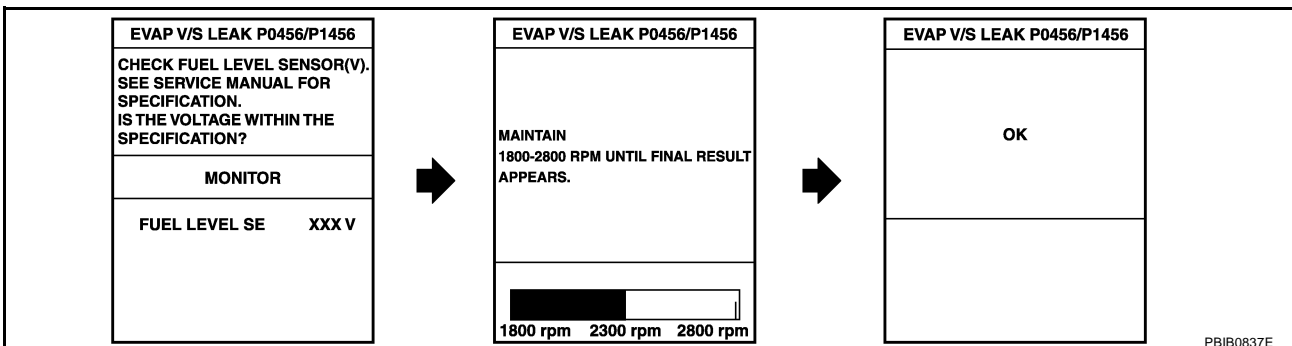 EVAP V/S LEAK P0456/P1456
CHECK FUEL LEVEL SENSOR(V).
SEE SERVICE MANUAL FOR
SPECIFICATION.
IS THE VOLTAGE WITHIN THE
SPECIFICATION?
MONITOR
FUEL LEVEL SE XXX V
EVAP V/S LEAK P0456/P1456
MAINTAIN
1800-2800 RPM UNTIL FINAL RESULT
APPEARS.
1800 rpm 2300 rpm 2800 rpm
EVAP V/S LEAK P0456/P1456
OK
PBIB0837E